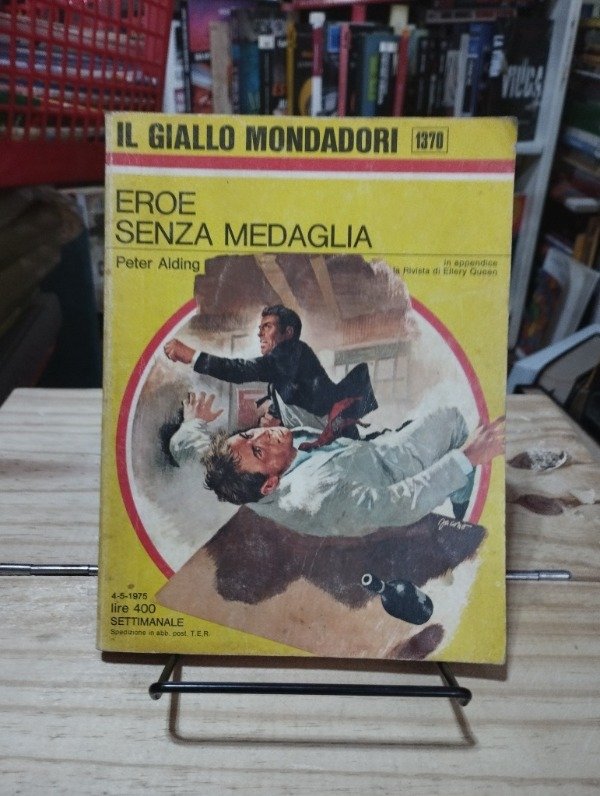 IL GIALLO MONDADORI 1370
EROE
SENZA MEDAGLIA
Peter Alding
in appendice
la Rivista di Ellery Queen
4-5-1975
lire 400
SETTIMANALE
Spedizione in abb. post. T.E.R.